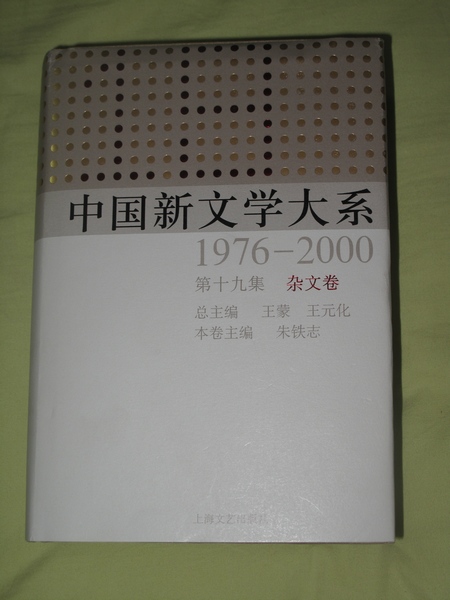 中国新文学大系
1976-2000
第十九集 杂文卷
总主编 王蒙 王元化
本卷主编 朱铁志
上海文艺出版社